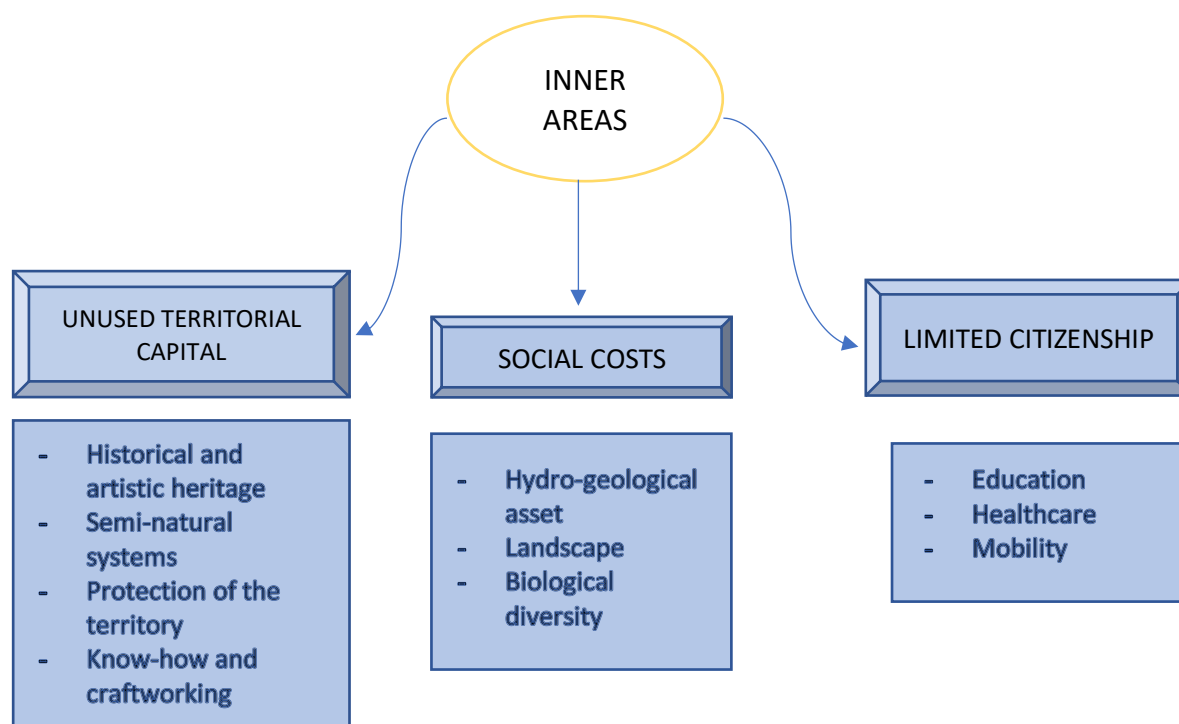 INNER
AREAS
UNUSED TERRITORIAL
CAPITAL
- Historical and
artistic heritage
- Semi-natural
systems
- Protection of the
territory
- Know-how and
craftworking
SOCIAL COSTS
- Hydro-geological
asset
- Landscape
- Biological
diversity
LIMITED CITIZENSHIP
- Education
- Healthcare
- Mobility